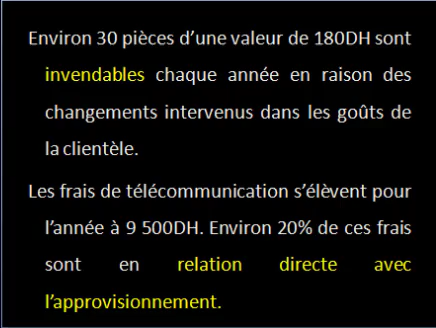 Environ 30 pièces d'une valeur de 180DH sont
invendables chaque année en raison des
changements intervenus dans les goûts de
la clientèle.
Les frais de télécommunication s'élèvent pour
l'année à 9 500DH. Environ 20% de ces frais
sont en relation directe avec
l'approvisionnement.